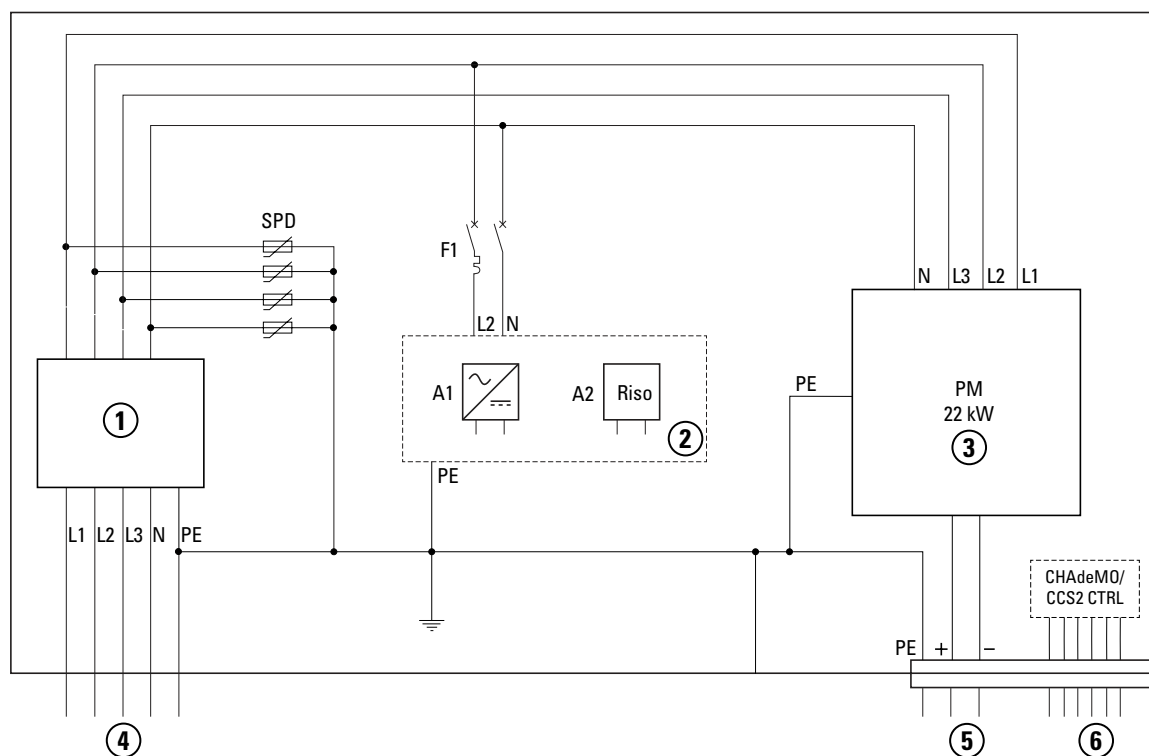 SPD
F1
N L3 L2 L1
L2 N
A1
A2 Riso
PE
PM
22 kW
1
2
3
PE
L1 L2 L3 N PE
CHAdeMO/
CCS2 CTRL
PE + –
4
5
6